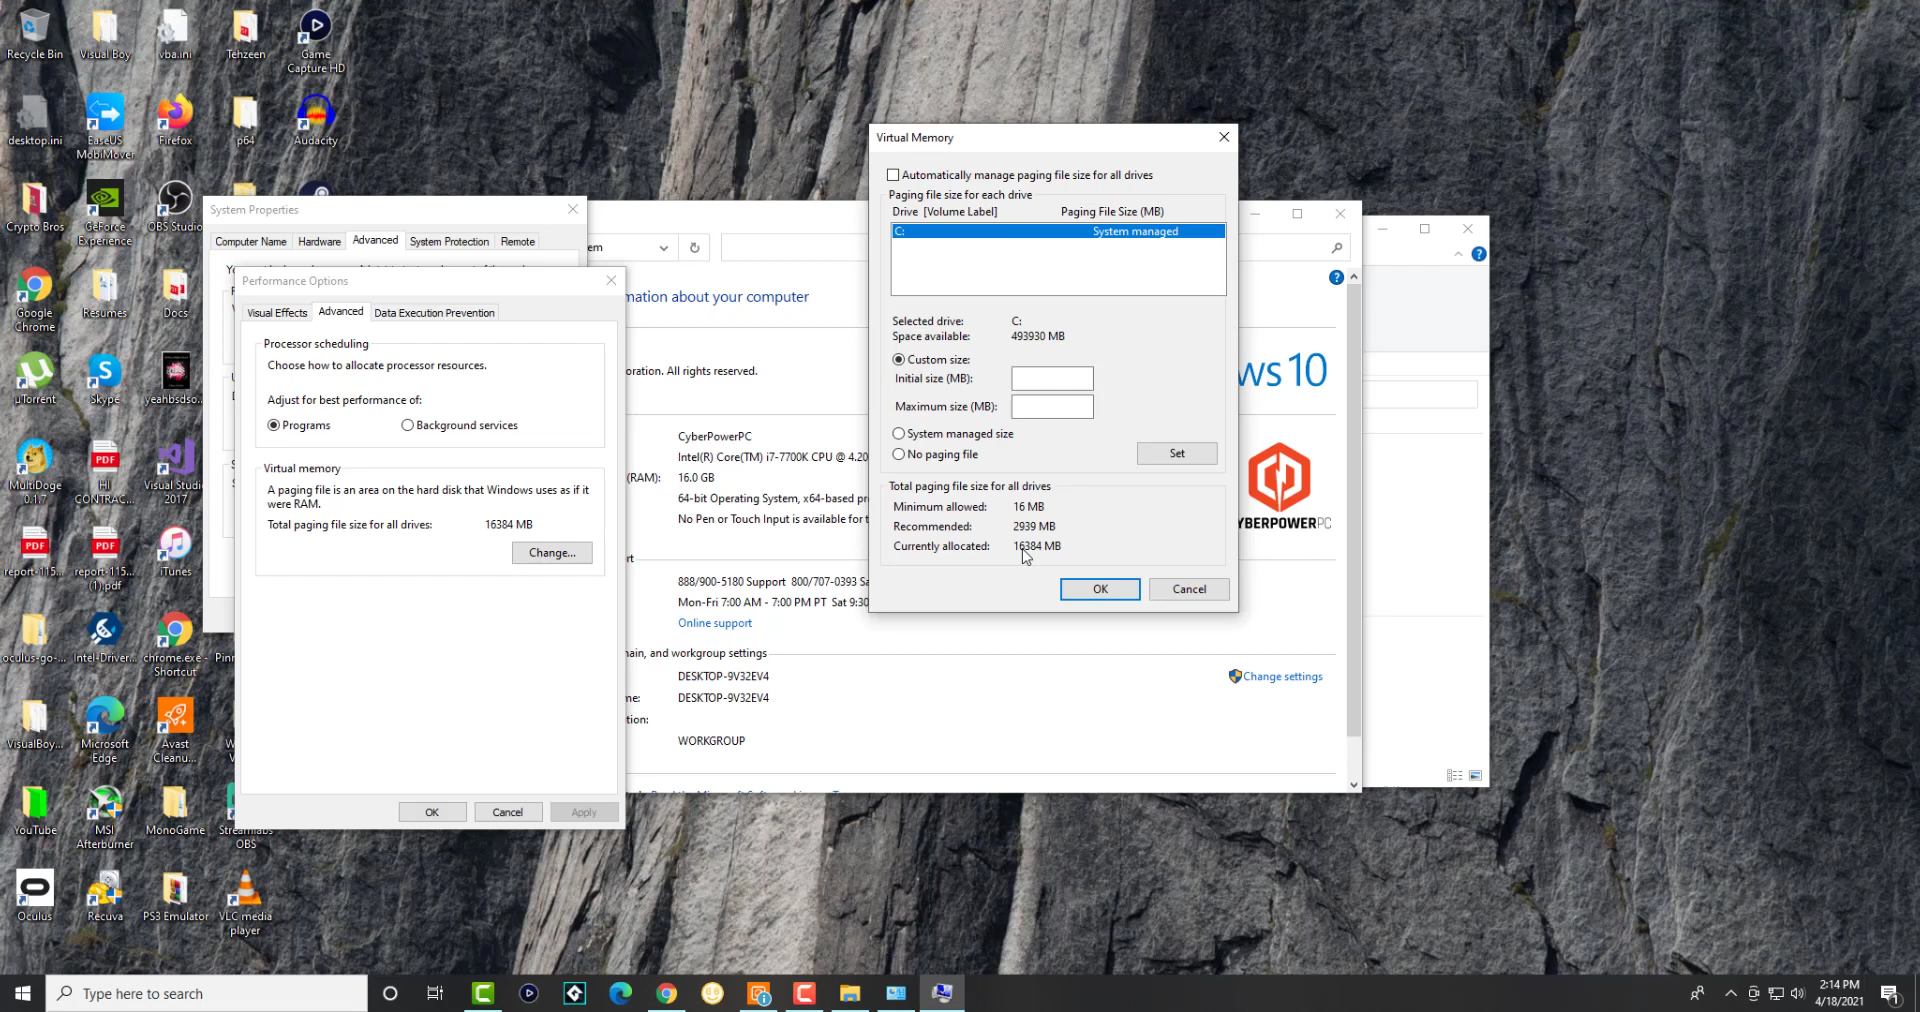 Recycle Bin
Visual Boy
vba.ini
Tehzeen
Game
Capture HD
desktop.ini
EaseUS
MobiMover
Firefox
p64
Audacity
Crypto Bros
GeForce
Experience
OBS Studio
Google
Chrome
Resumes
Docs
µTorrent
Skype
yeahbsdso...
MultiDoge
0.1.7
PDF
HI
CONTRAC...
Visual Studi
2017
PDF
report-115...
PDF
report-115...
(1).pdf
iTunes
oculus-go-...
Intel-Driver...
chrome.exe -
Shortcut
Pinn
VisualBoy...
Microsoft
Edge
Avast
Cleanu...
YouTube
MSI
Afterburner
MonoGame
Streamlabs
OBS
Oculus
Recuva
PS3 Emulator
VLC media
player
System Properties
Computer Name
Hardware
Advanced
System Protection
Remote
Performance Options
Visual Effects
Advanced
Data Execution Prevention
Processor scheduling
Choose how to allocate processor resources.
Adjust for best performance of:
Programs
Background services
Virtual memory
A paging file is an area on the hard disk that Windows uses as if it
were RAM.
Total paging file size for all drives:
16384 MB
Change...
OK
Cancel
Apply
em
mation about your computer
oration. All rights reserved.
ws 10
CyberPowerPC
Intel(R) Core(TM) i7-7700K CPU @ 4.20
(RAM):
16.0 GB
64-bit Operating System, x64-based pr
No Pen or Touch Input is available for t
YBERPOWERPC
rt
888/900-5180 Support 800/707-0393 Sa
Mon-Fri 7:00 AM - 7:00 PM PT Sat 9:30
Online support
nain, and workgroup settings
DESKTOP-9V32EV4
Change settings
me:
DESKTOP-9V32EV4
tion:
WORKGROUP
Virtual Memory
Automatically manage paging file size for all drives
Paging file size for each drive
Drive [Volume Label]
Paging File Size (MB)
C:
System managed
Selected drive:
C:
Space available:
493930 MB
Custom size:
Initial size (MB):
Maximum size (MB):
System managed size
No paging file
Set
Total paging file size for all drives
Minimum allowed:
16 MB
Recommended:
2939 MB
Currently allocated:
16384 MB
OK
Cancel
Type here to search
2:14 PM
4/18/2021
1